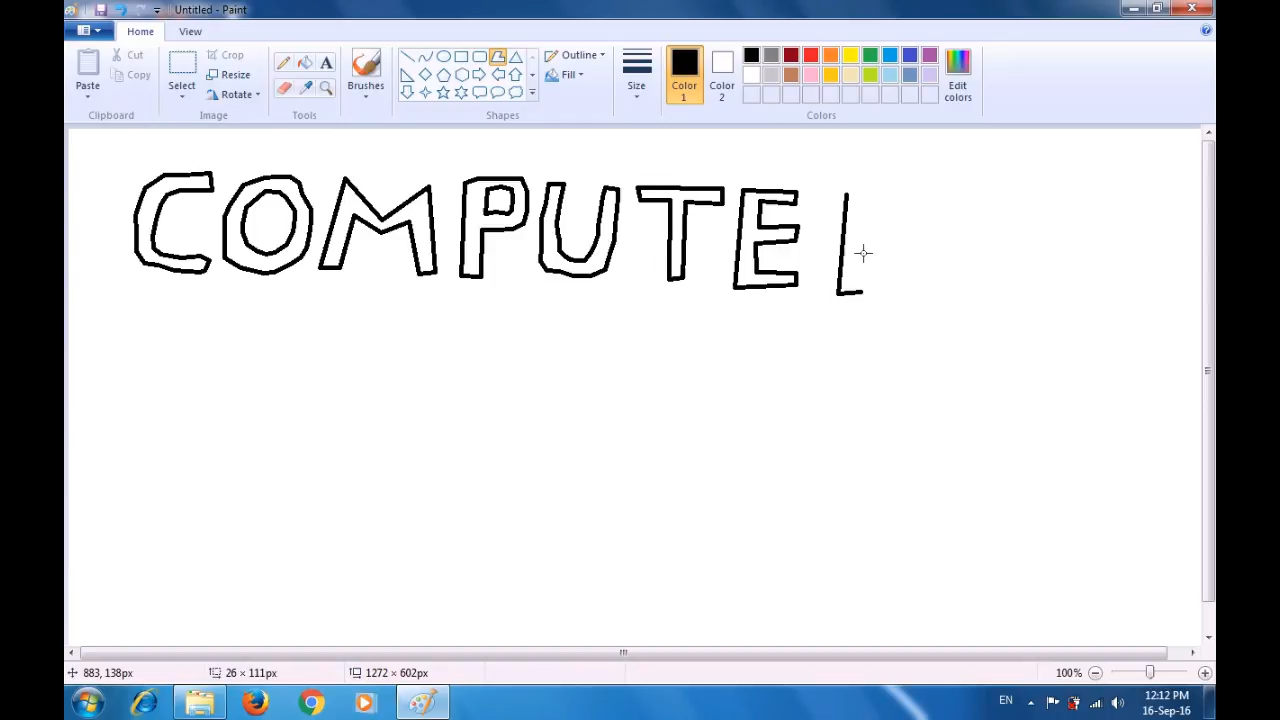 Untitled - Paint
Home View
Paste Cut Copy Select Crop Resize Rotate Brushes Outline Fill Size Color 1 Color 2 Edit colors
Clipboard Image Tools Shapes Colors
COMPUTE
883, 138px 26 × 111px 1272 × 602px 100%
EN 12:12 PM
16-Sep-16